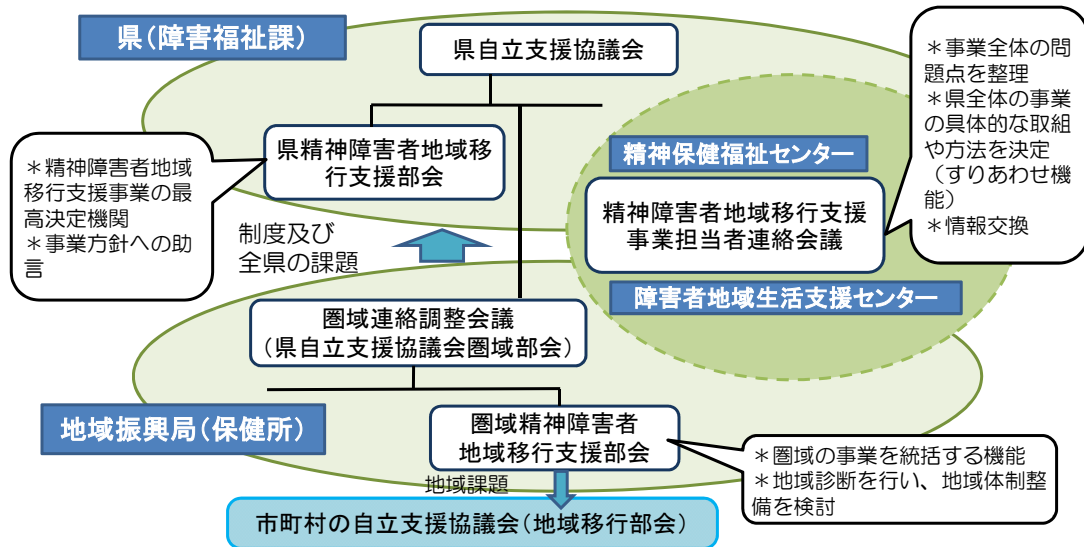 県(障害福祉課)
県自立支援協議会
＊事業全体の問
題点を整理
＊県全体の事業
の具体的な取組
や方法を決定
(すりあわせ機
能)
＊情報交換
県精神障害者地域移
行支援部会
＊精神障害者地域
移行支援事業の最
高決定機関
＊事業方針への助
言
精神保健福祉センター
精神障害者地域移行支援
事業担当者連絡会議
障害者地域生活支援センター
制度及び
全県の課題
圏域連絡調整会議
(県自立支援協議会圏域部会)
地域振興局(保健所)
圏域精神障害者
地域移行支援部会
＊圏域の事業を統括する機能
＊地域診断を行い、地域体制整
備を検討
地域課題
市町村の自立支援協議会(地域移行部会)